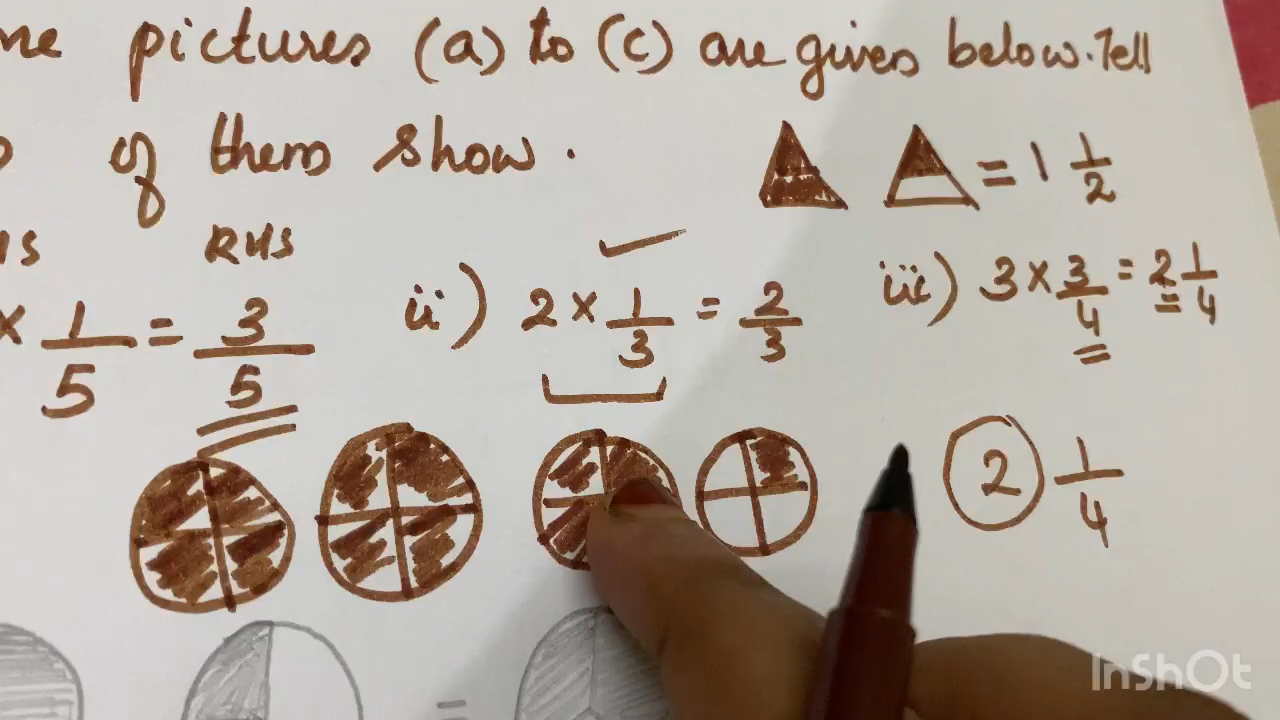 me pictures (a) to (c) are given below. Tell
of them show.
= 1 1/2
RHS
× 1/5 = 3/5
ii) 2 × 1/3 = 2/3
iii) 3 × 3/4 = 2 1/4
2 1/4
=
InShOt